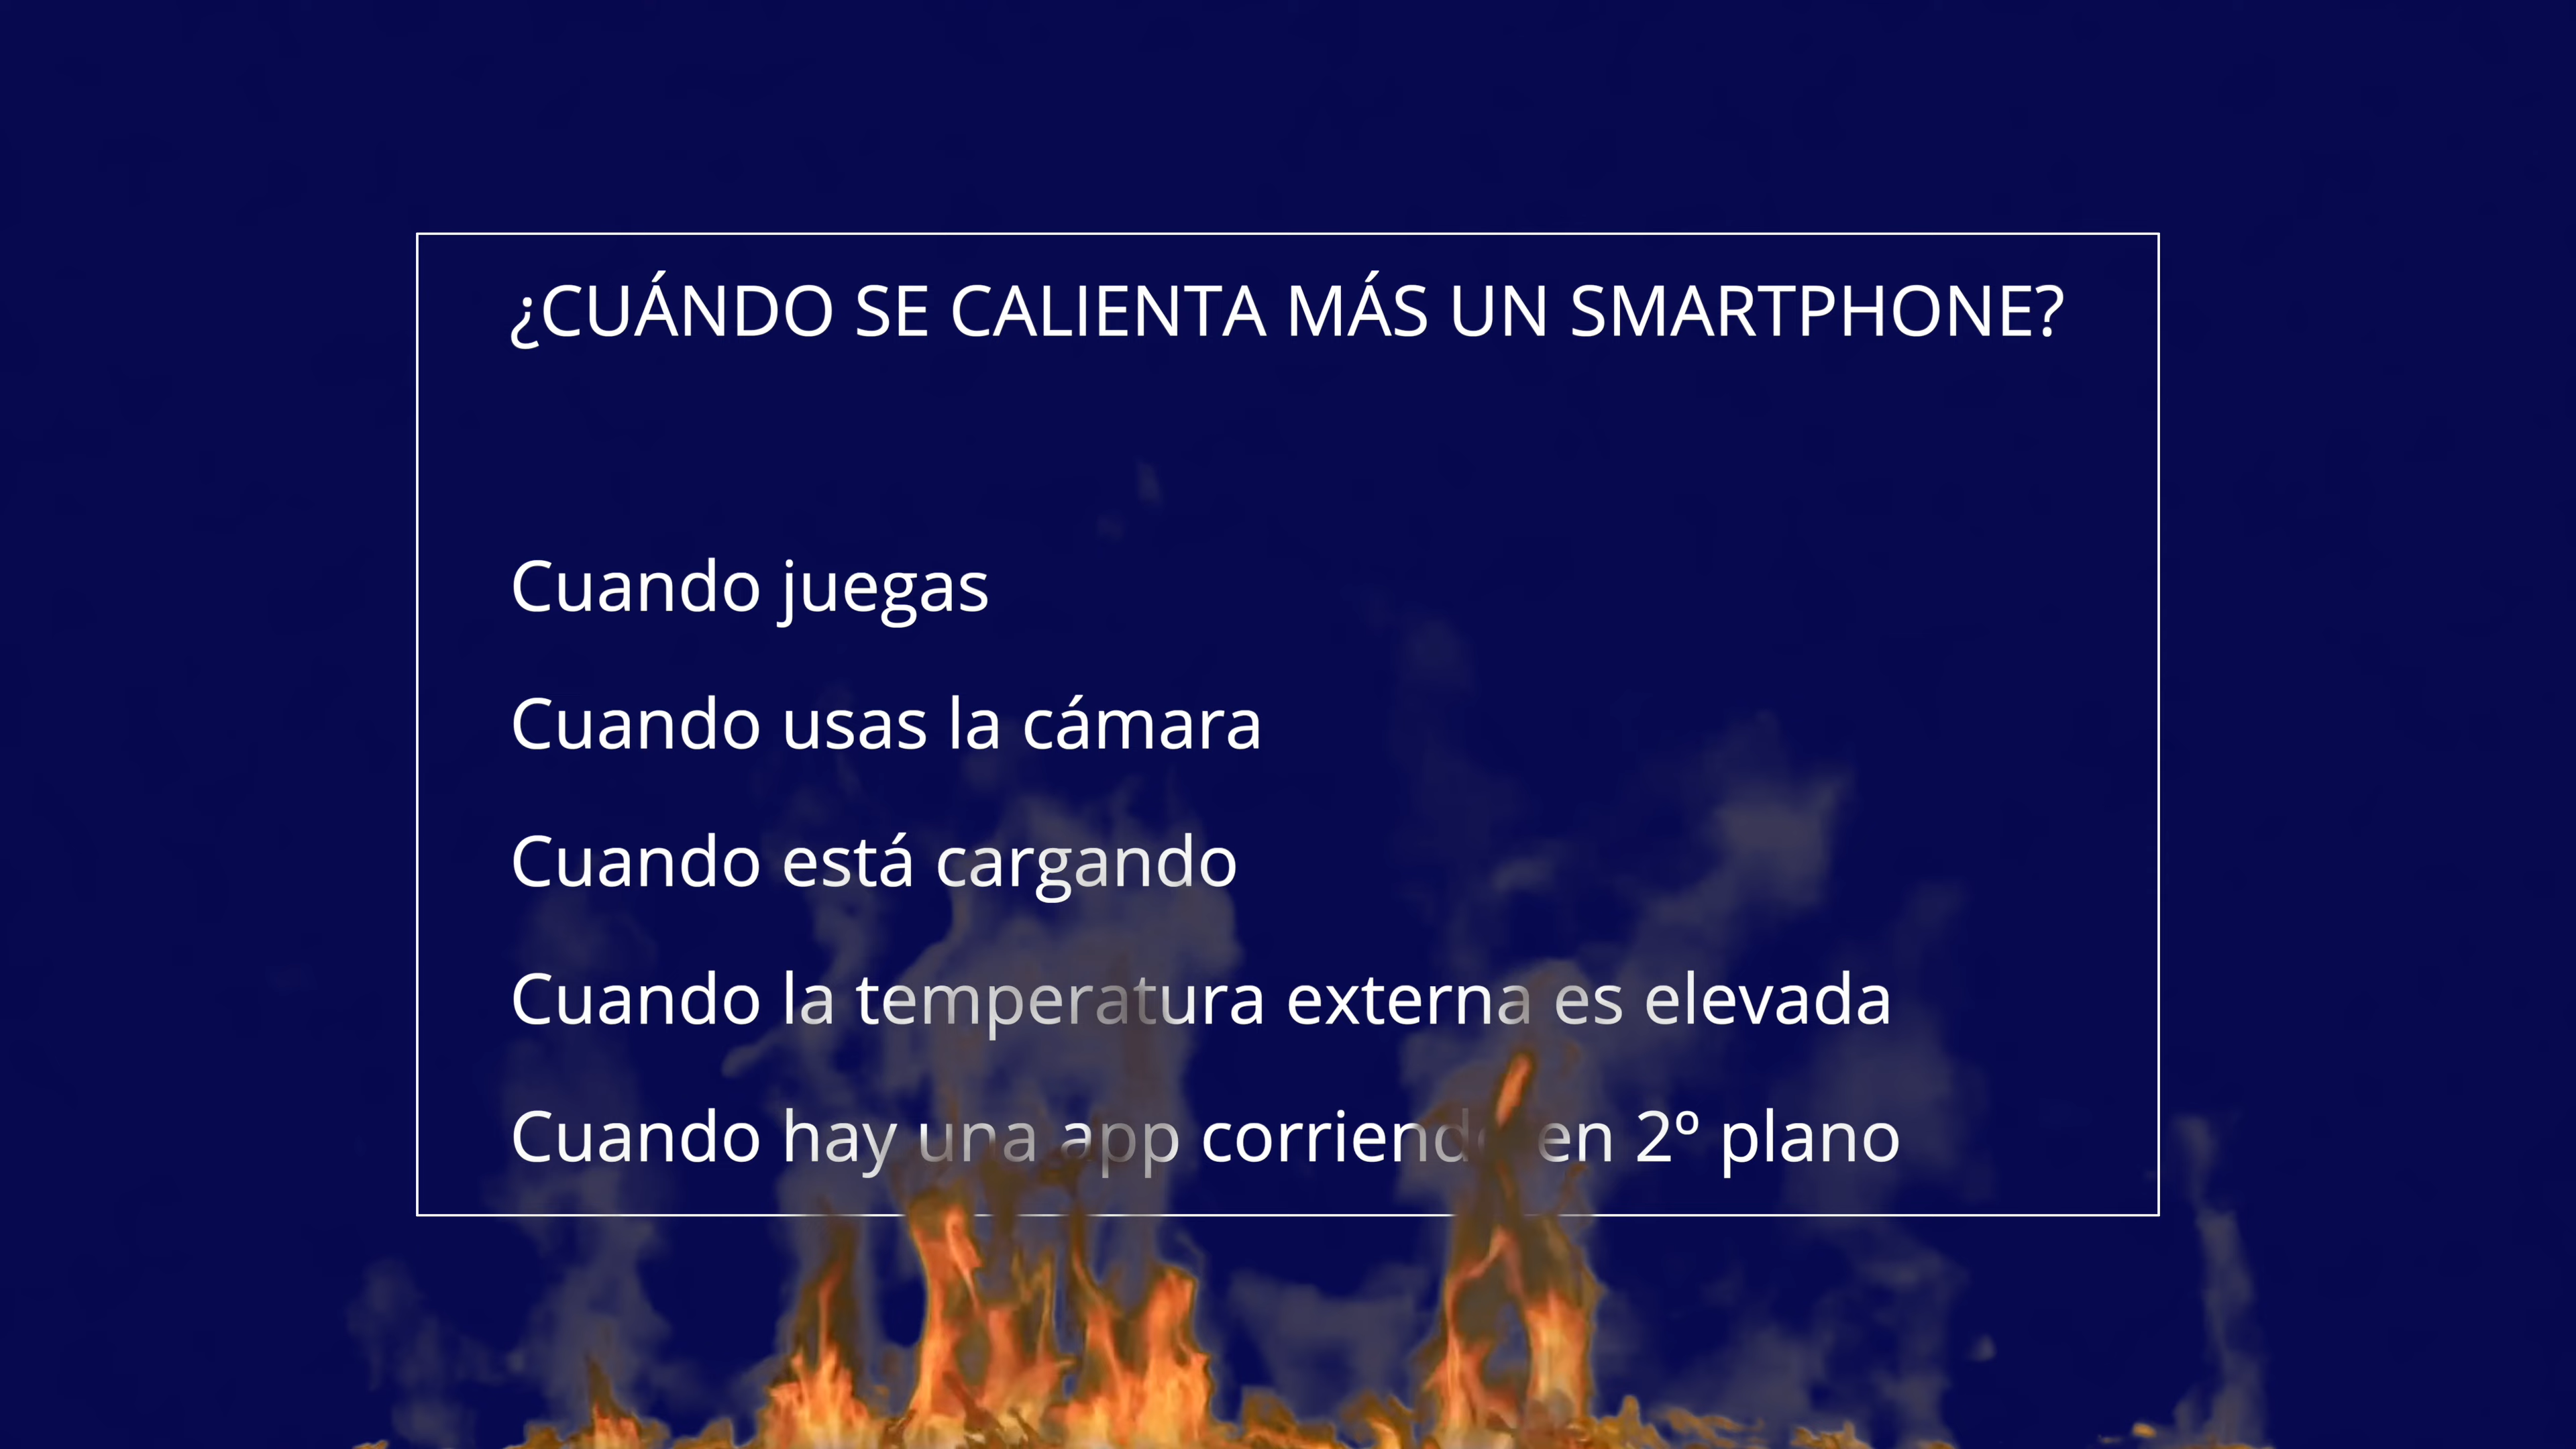 ¿CUÁNDO SE CALIENTA MÁS UN SMARTPHONE?
Cuando juegas
Cuando usas la cámara
Cuando está cargando
Cuando la temperatura externa es elevada
Cuando hay una app corriendo en 2º plano